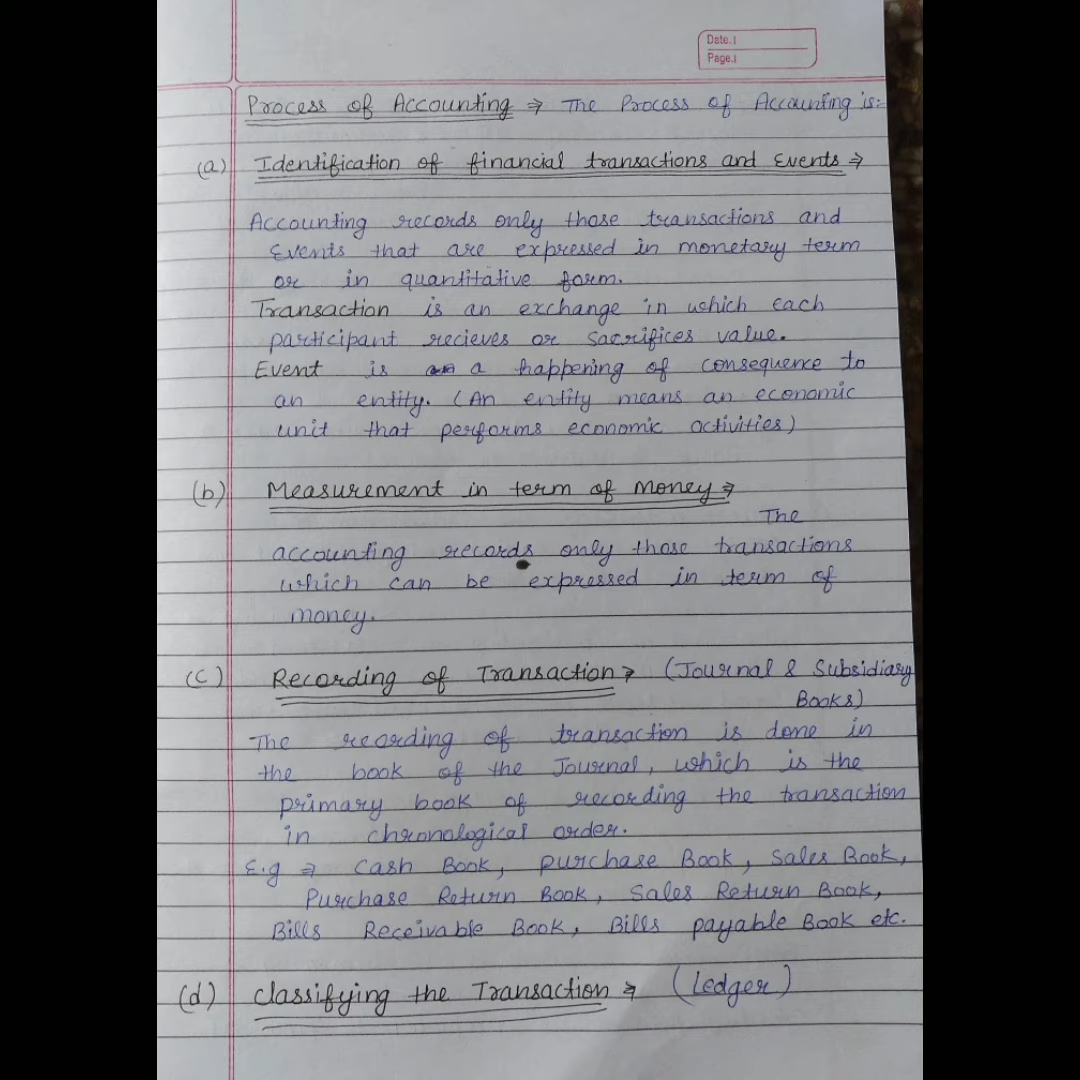 Date.:
Page.:
Process of Accounting ⇒ The Process of Accounting is:-
(a) Identification of financial transactions and Events ⇒
Accounting records only those transactions and
Events that are expressed in monetary term
or in quantitative form.
Transaction is an exchange in which each
participant recieves or sacrifices value.
Event is a happening of consequence to
an entity. (An entity means an economic
unit that performs economic activities)
(b) Measurement in term of Money ⇒
The
accounting records only those transactions
which can be expressed in term of
money.
(c) Recording of Transaction ⇒ (Journal & Subsidiary
Books)
The recording of transaction is done in
the book of the Journal, which is the
primary book of recording the transaction
in chronological order.
E.g ⇒ Cash Book, Purchase Book, Sales Book,
Purchase Return Book, Sales Return Book,
Bills Receivable Book, Bills payable Book etc.
(d) Classifying the Transaction ⇒ (Ledger)